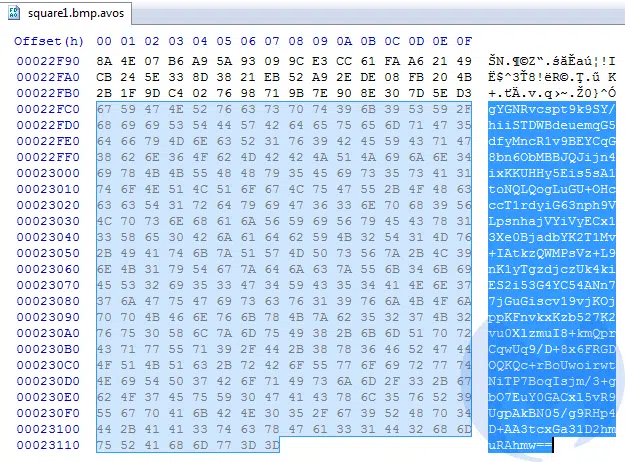 square1.bmp.avos
Offset(h) 00 01 02 03 04 05 06 07 08 09 0A 0B 0C 0D 0E 0F
00022F90 8A 4E 07 B6 A9 5A 93 09 9C E3 CC 61 FA A6 21 49 ŠN.¶©Z“.śăĚaú¦!I
00022FA0 CB 24 5E 33 8D 38 21 EB 52 A9 2E DE 08 FB 20 4B Ë$^3Ť8!ëR©.Ţ.ű K
00022FB0 2B 1F 9D C4 02 76 98 71 9B 7E 90 8E 30 7D 5E D3 +.ťÄ.v.q›~.Ž0}^Ó
00022FC0 67 59 47 4E 52 76 63 73 70 74 39 6B 39 53 59 2F gYGNRvcspt9k9SY/
00022FD0 68 69 69 53 54 44 57 42 64 65 75 65 6D 71 47 35 hiiSTDWBdeuemqG5
00022FE0 64 66 79 4D 6E 63 52 31 76 39 42 45 59 43 71 47 dfyMncR1v9BEYCqG
00022FF0 38 62 6E 36 4F 62 4D 42 42 4A 51 4A 69 6A 6E 34 8bn6ObMBBJQJijn4
00023000 69 78 4B 4B 55 48 48 79 35 45 69 73 35 73 41 31 ixKKUHHy5Eis5sA1
00023010 74 6F 4E 51 4C 51 6F 67 4C 75 47 55 2B 4F 48 63 toNQLQogLuGU+OHc
00023020 63 63 54 31 72 64 79 69 47 36 33 6E 70 68 39 56 ccT1rdyiG63nph9V
00023030 4C 70 73 6E 68 61 6A 56 59 69 56 79 45 43 78 31 LpsnhajVYiVyECx1
00023040 33 58 65 30 42 6A 61 64 62 59 4B 32 54 31 4D 76 3Xe0BjadbYK2T1Mv
00023050 2B 49 41 74 6B 7A 51 57 4D 50 73 56 7A 2B 4C 39 +IAtkzQWMPsVz+L9
00023060 6E 4B 31 79 54 67 7A 64 6A 63 7A 55 6B 34 6B 69 nK1yTgzdjczUk4ki
00023070 45 53 32 69 35 33 47 34 59 43 35 34 41 4E 6E 37 ES2i53G4YC54ANn7
00023080 37 6A 47 75 47 69 73 63 76 31 39 76 6A 4B 4F 6A 7jGuGiscv19vjKOj
00023090 70 70 4B 46 6E 76 6B 78 4B 7A 62 35 32 37 4B 32 ppKFnvkxKzb527K2
000230A0 76 75 30 58 6C 7A 6D 75 49 38 2B 6B 6D 51 70 72 vu0XlzmuI8+kmQpr
000230B0 43 71 77 55 71 39 2F 44 2B 38 78 36 46 52 47 44 CqwUq9/D+8x6FRGD
000230C0 4F 51 4B 51 63 2B 72 42 6F 55 77 6F 69 72 77 74 OQKQc+rBoUwoirwt
000230D0 4E 69 54 50 37 42 6F 71 49 73 6A 6D 2F 33 2B 67 NiTP7BoqIsjm/3+g
000230E0 62 4F 37 45 75 59 30 47 41 43 78 6C 35 76 52 39 bO7EuY0GACxl5vR9
000230F0 55 67 70 41 6B 42 4E 30 35 2F 67 39 52 48 70 34 UgpAkBN05/g9RHp4
00023100 44 2B 41 41 33 74 63 78 47 61 33 31 44 32 68 6D D+AA3tcxGa31D2hm
00023110 75 52 41 68 6D 77 3D 3D uRAhmw==